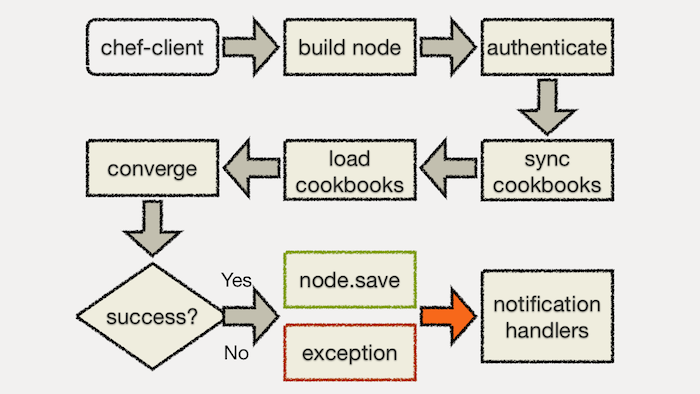 chef-client
build node
authenticate
converge
load
cookbooks
sync
cookbooks
success?
Yes
No
node.save
exception
notification
handlers